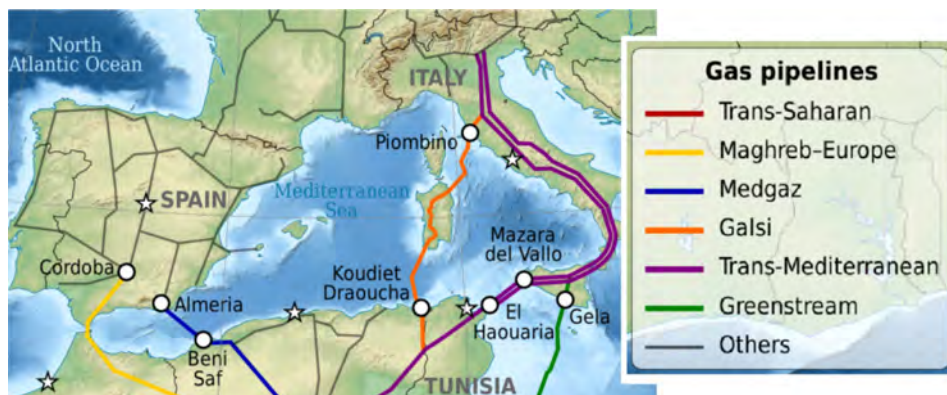 North
Atlantic Ocean
ITALY
Piombino
SPAIN
Mediterranean
Sea
Mazara
del Vallo
Córdoba
Koudiet
Draoucha
Almeria
El
Haouaria
Gela
Beni
Saf
TUNISIA
Gas pipelines
Trans-Saharan
Maghreb–Europe
Medgaz
Galsi
Trans-Mediterranean
Greenstream
Others